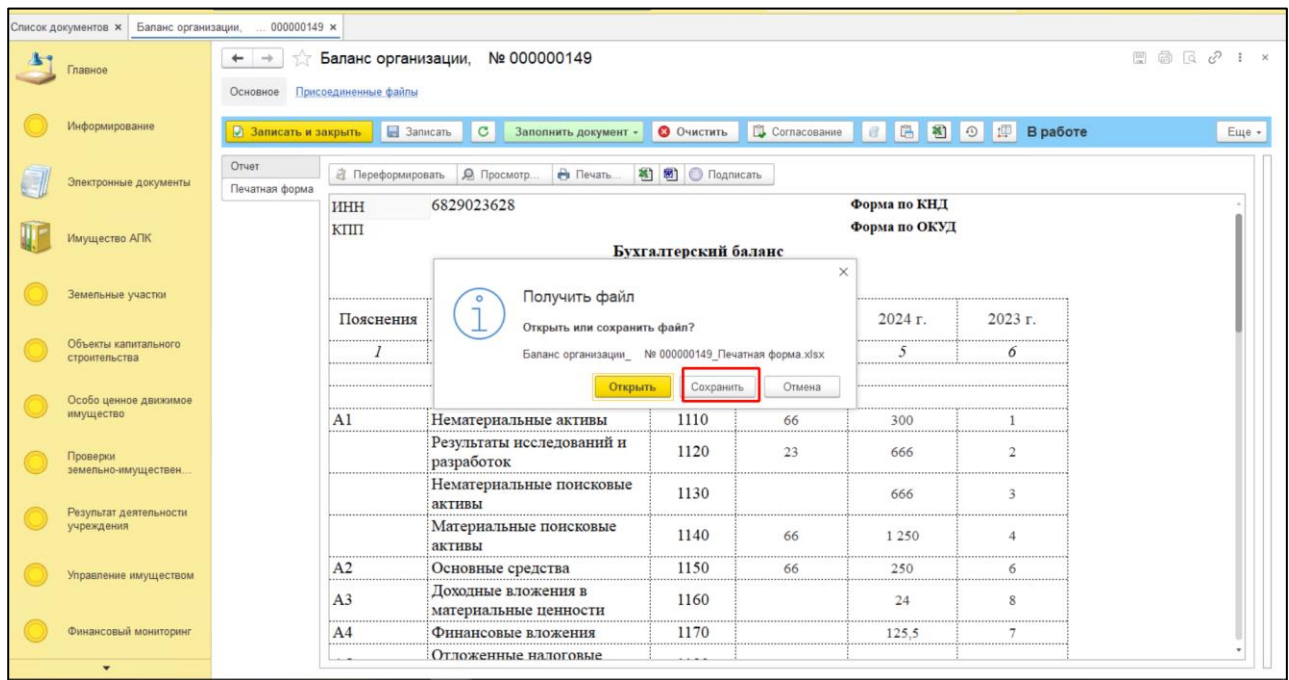 Список документов × Баланс организации, ... 000000149 ×
Главное
Информирование
Электронные документы
Имущество АПК
Земельные участки
Объекты капитального
строительства
Особо ценное движимое
имущество
Проверки
земельно-имуществен...
Результат деятельности
учреждения
Управление имуществом
Финансовый мониторинг
Баланс организации, № 000000149
Основное Присоединенные файлы
Записать и закрыть Записать Заполнить документ Очистить Согласование В работе Еще
Отчет
Печатная форма
Переформировать Просмотр... Печать... Подписать
ИНН 6829023628 Форма по КНД
КПП Форма по ОКУД
Бухгалтерский баланс
Получить файл
Открыть или сохранить файл?
Баланс организации_ № 000000149_Печатная форма.xlsx
Открыть Сохранить Отмена
Пояснения 2024 г. 2023 г.
1 5 6
А1 Нематериальные активы 1110 66 300 1
Результаты исследований и
разработок 1120 23 666 2
Нематериальные поисковые
активы 1130 666 3
Материальные поисковые
активы 1140 66 1 250 4
А2 Основные средства 1150 66 250 6
А3 Доходные вложения в
материальные ценности 1160 24 8
А4 Финансовые вложения 1170 125,5 7
Отложенные налоговые